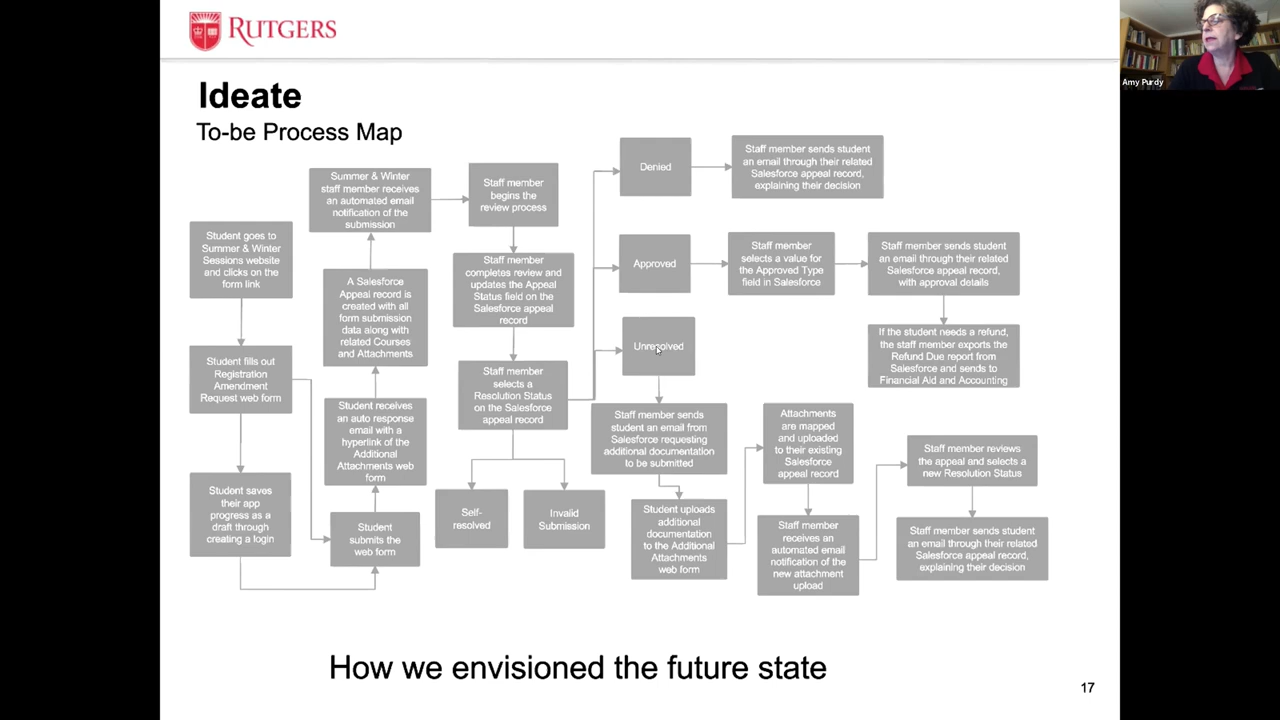 RUTGERS
Amy Purdy
Ideate
To-be Process Map
Student goes to
Summer & Winter
Sessions website
and clicks on the
form link
Student fills out
Registration
Amendment
Request web form
Student saves
their app
progress as a
draft through
creating a login
Student
submits the
web form
Student receives
an auto response
email with a
hyperlink of the
Additional
Attachments web
form
A Salesforce
Appeal record is
created with all
form submission
data along with
related Courses
and Attachments
Summer & Winter
staff member receives
an automated email
notification of the
submission
Staff member
begins the
review process
Staff member
completes review and
updates the Appeal
Status field on the
Salesforce appeal
record
Staff member
selects a
Resolution Status
on the Salesforce
appeal record
Self-
resolved
Invalid
Submission
Denied
Staff member sends student
an email through their related
Salesforce appeal record,
explaining their decision
Approved
Staff member
selects a value for
the Approved Type
field in Salesforce
Staff member sends student
an email through their related
Salesforce appeal record,
with approval details
If the student needs a refund,
the staff member exports the
Refund Due report from
Salesforce and sends to
Financial Aid and Accounting
Unresolved
Staff member sends
student an email from
Salesforce requesting
additional documentation
to be submitted
Student uploads
additional
documentation
to the Additional
Attachments
web form
Attachments
are mapped
and uploaded
to their existing
Salesforce
appeal record
Staff member
receives an
automated email
notification of the
new attachment
upload
Staff member reviews
the appeal and selects a
new Resolution Status
Staff member sends student
an email through their related
Salesforce appeal record,
explaining their decision
How we envisioned the future state
17